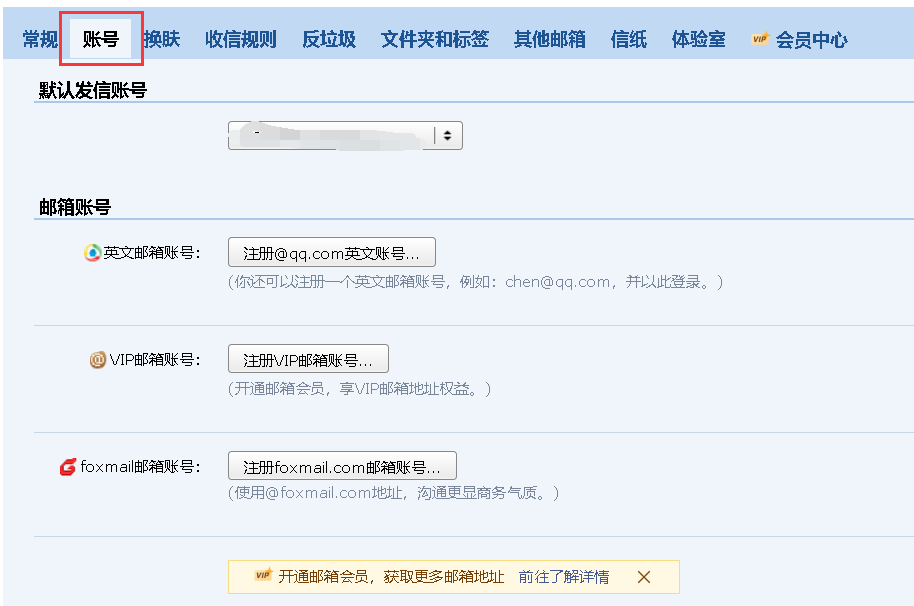 常规 账号 换肤 收信规则 反垃圾 文件夹和标签 其他邮箱 信纸 体验室 VIP 会员中心
默认发信账号
邮箱账号
英文邮箱账号： 注册@qq.com英文账号...
(你还可以注册一个英文邮箱账号，例如：chen@qq.com，并以此登录。)
VIP邮箱账号： 注册VIP邮箱账号...
(开通邮箱会员，享VIP邮箱地址权益。)
foxmail邮箱账号： 注册foxmail.com邮箱账号...
(使用@foxmail.com地址，沟通更显商务气质。)
VIP 开通邮箱会员，获取更多邮箱地址 前往了解详情